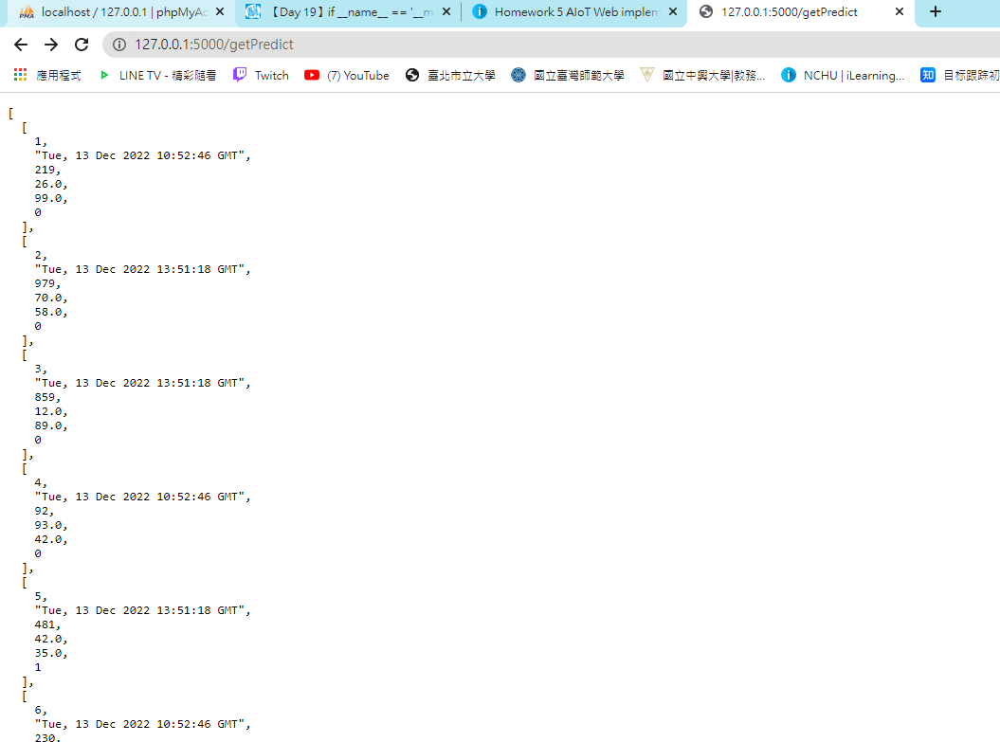 localhost / 127.0.0.1 | phpMyAd
【Day 19】if __name__ == '__m
Homework 5 AIoT Web implem
127.0.0.1:5000/getPredict
127.0.0.1:5000/getPredict
應用程式
LINE TV - 精彩隨看
Twitch
(7) YouTube
臺北市立大學
國立臺灣師範大學
國立中興大學|教務...
NCHU | iLearning...
知
目标跟踪初
[
[
1,
"Tue, 13 Dec 2022 10:52:46 GMT",
219,
26.0,
99.0,
0
],
[
2,
"Tue, 13 Dec 2022 13:51:18 GMT",
979,
70.0,
58.0,
0
],
[
3,
"Tue, 13 Dec 2022 13:51:18 GMT",
859,
12.0,
89.0,
0
],
[
4,
"Tue, 13 Dec 2022 10:52:46 GMT",
92,
93.0,
42.0,
0
],
[
5,
"Tue, 13 Dec 2022 13:51:18 GMT",
481,
42.0,
35.0,
1
],
[
6,
"Tue, 13 Dec 2022 10:52:46 GMT",
230,